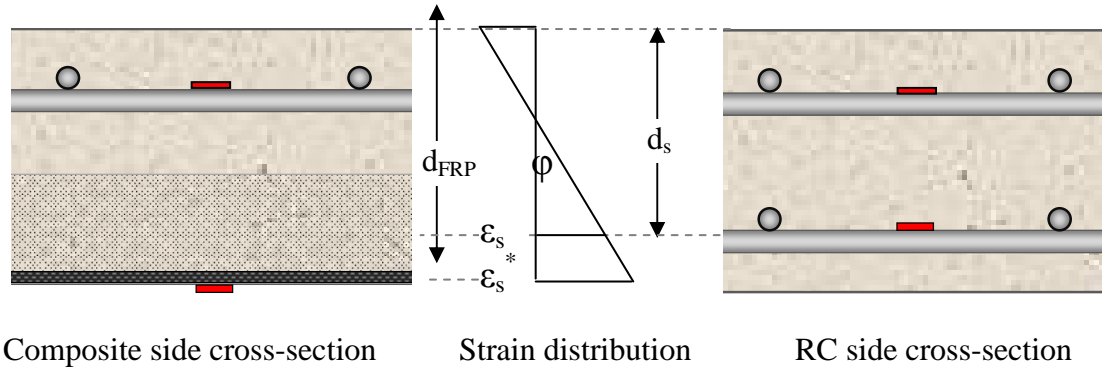 d_FRP
φ
d_s
ε_s
ε_s^*
Composite side cross-section
Strain distribution
RC side cross-section